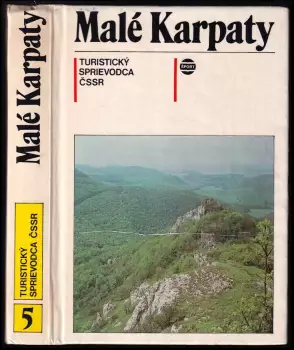 Malé Karpaty
TURISTICKÝ
SPRIEVODCA
ČSSR
ŠPORT
Malé Karpaty
TURISTICKÝ
SPRIEVODCA ČSSR
5